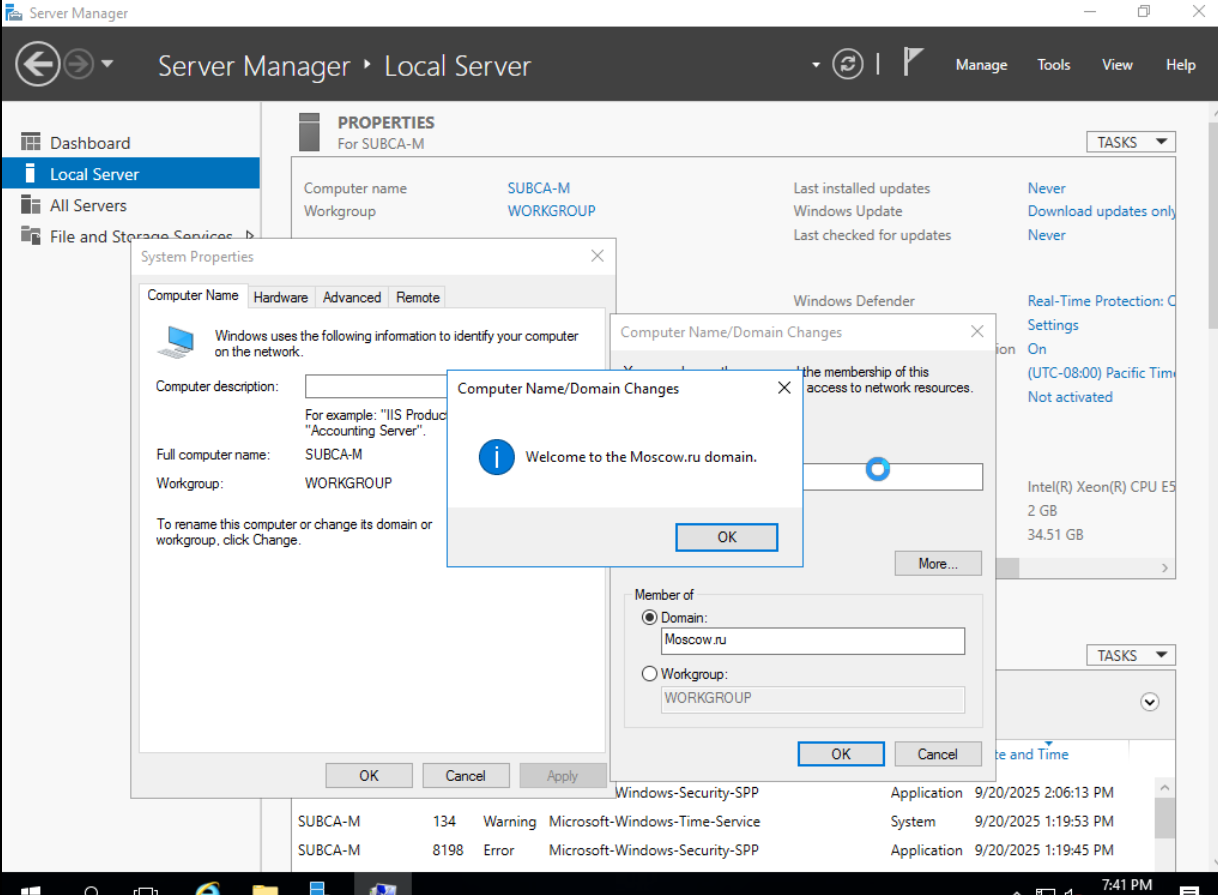 Server Manager
Server Manager ‣ Local Server
Manage Tools View Help
Dashboard
Local Server
All Servers
File and Storage Services
PROPERTIES
For SUBCA-M
TASKS
Computer name SUBCA-M
Workgroup WORKGROUP
Last installed updates Never
Windows Update Download updates only
Last checked for updates Never
Windows Defender Real-Time Protection:
Settings
On
(UTC-08:00) Pacific Time
Not activated
Intel(R) Xeon(R) CPU E5
2 GB
34.51 GB
System Properties
Computer Name Hardware Advanced Remote
Windows uses the following information to identify your computer
on the network.
Computer description:
For example: "IIS Produc
"Accounting Server".
Full computer name: SUBCA-M
Workgroup: WORKGROUP
To rename this computer or change its domain or
workgroup, click Change.
OK Cancel Apply
Computer Name/Domain Changes
the membership of this
access to network resources.
More...
Member of
Domain:
Moscow.ru
Workgroup:
WORKGROUP
OK Cancel
Computer Name/Domain Changes
Welcome to the Moscow.ru domain.
OK
TASKS
te and Time
Windows-Security-SPP Application 9/20/2025 2:06:13 PM
SUBCA-M 134 Warning Microsoft-Windows-Time-Service System 9/20/2025 1:19:53 PM
SUBCA-M 8198 Error Microsoft-Windows-Security-SPP Application 9/20/2025 1:19:45 PM
7:41 PM